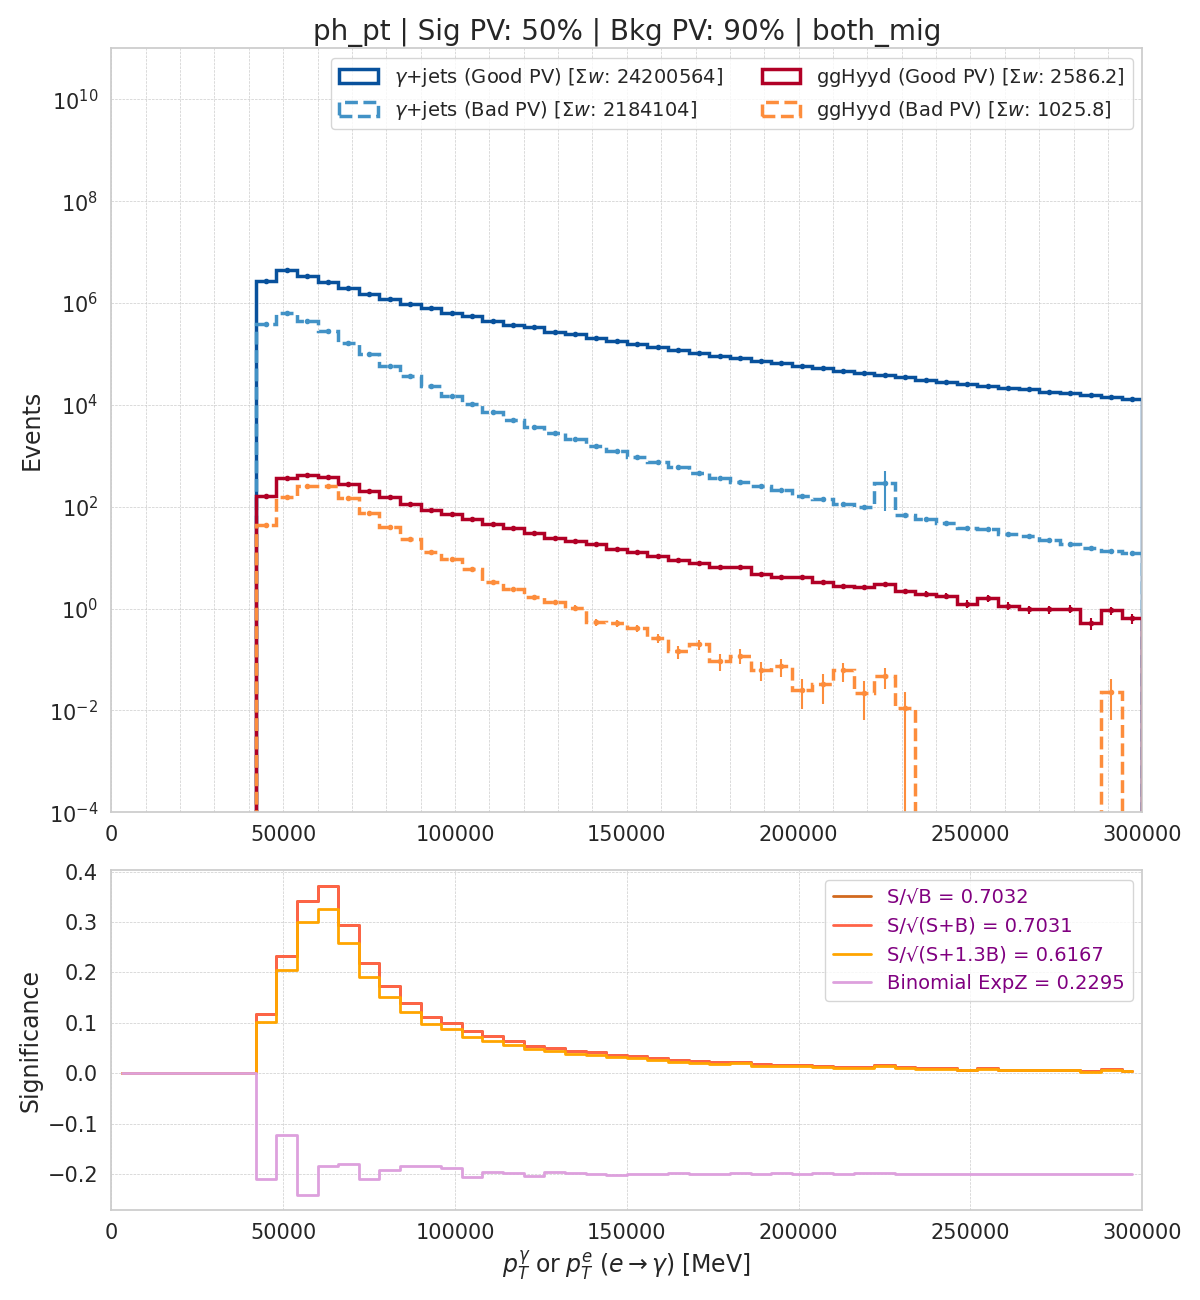 ph_pt | Sig PV: 50% | Bkg PV: 90% | both_mig
γ+jets (Good PV) [Σw: 24200564]
γ+jets (Bad PV) [Σw: 2184104]
ggHyyd (Good PV) [Σw: 2586.2]
ggHyyd (Bad PV) [Σw: 1025.8]
Events
10^10
10^8
10^6
10^4
10^2
10^0
10^−2
10^−4
0 50000 100000 150000 200000 250000 300000
Significance
0.4
0.3
0.2
0.1
0.0
−0.1
−0.2
S/√B = 0.7032
S/√(S+B) = 0.7031
S/√(S+1.3B) = 0.6167
Binomial ExpZ = 0.2295
0 50000 100000 150000 200000 250000 300000
p_T^γ or p_T^e (e→γ) [MeV]